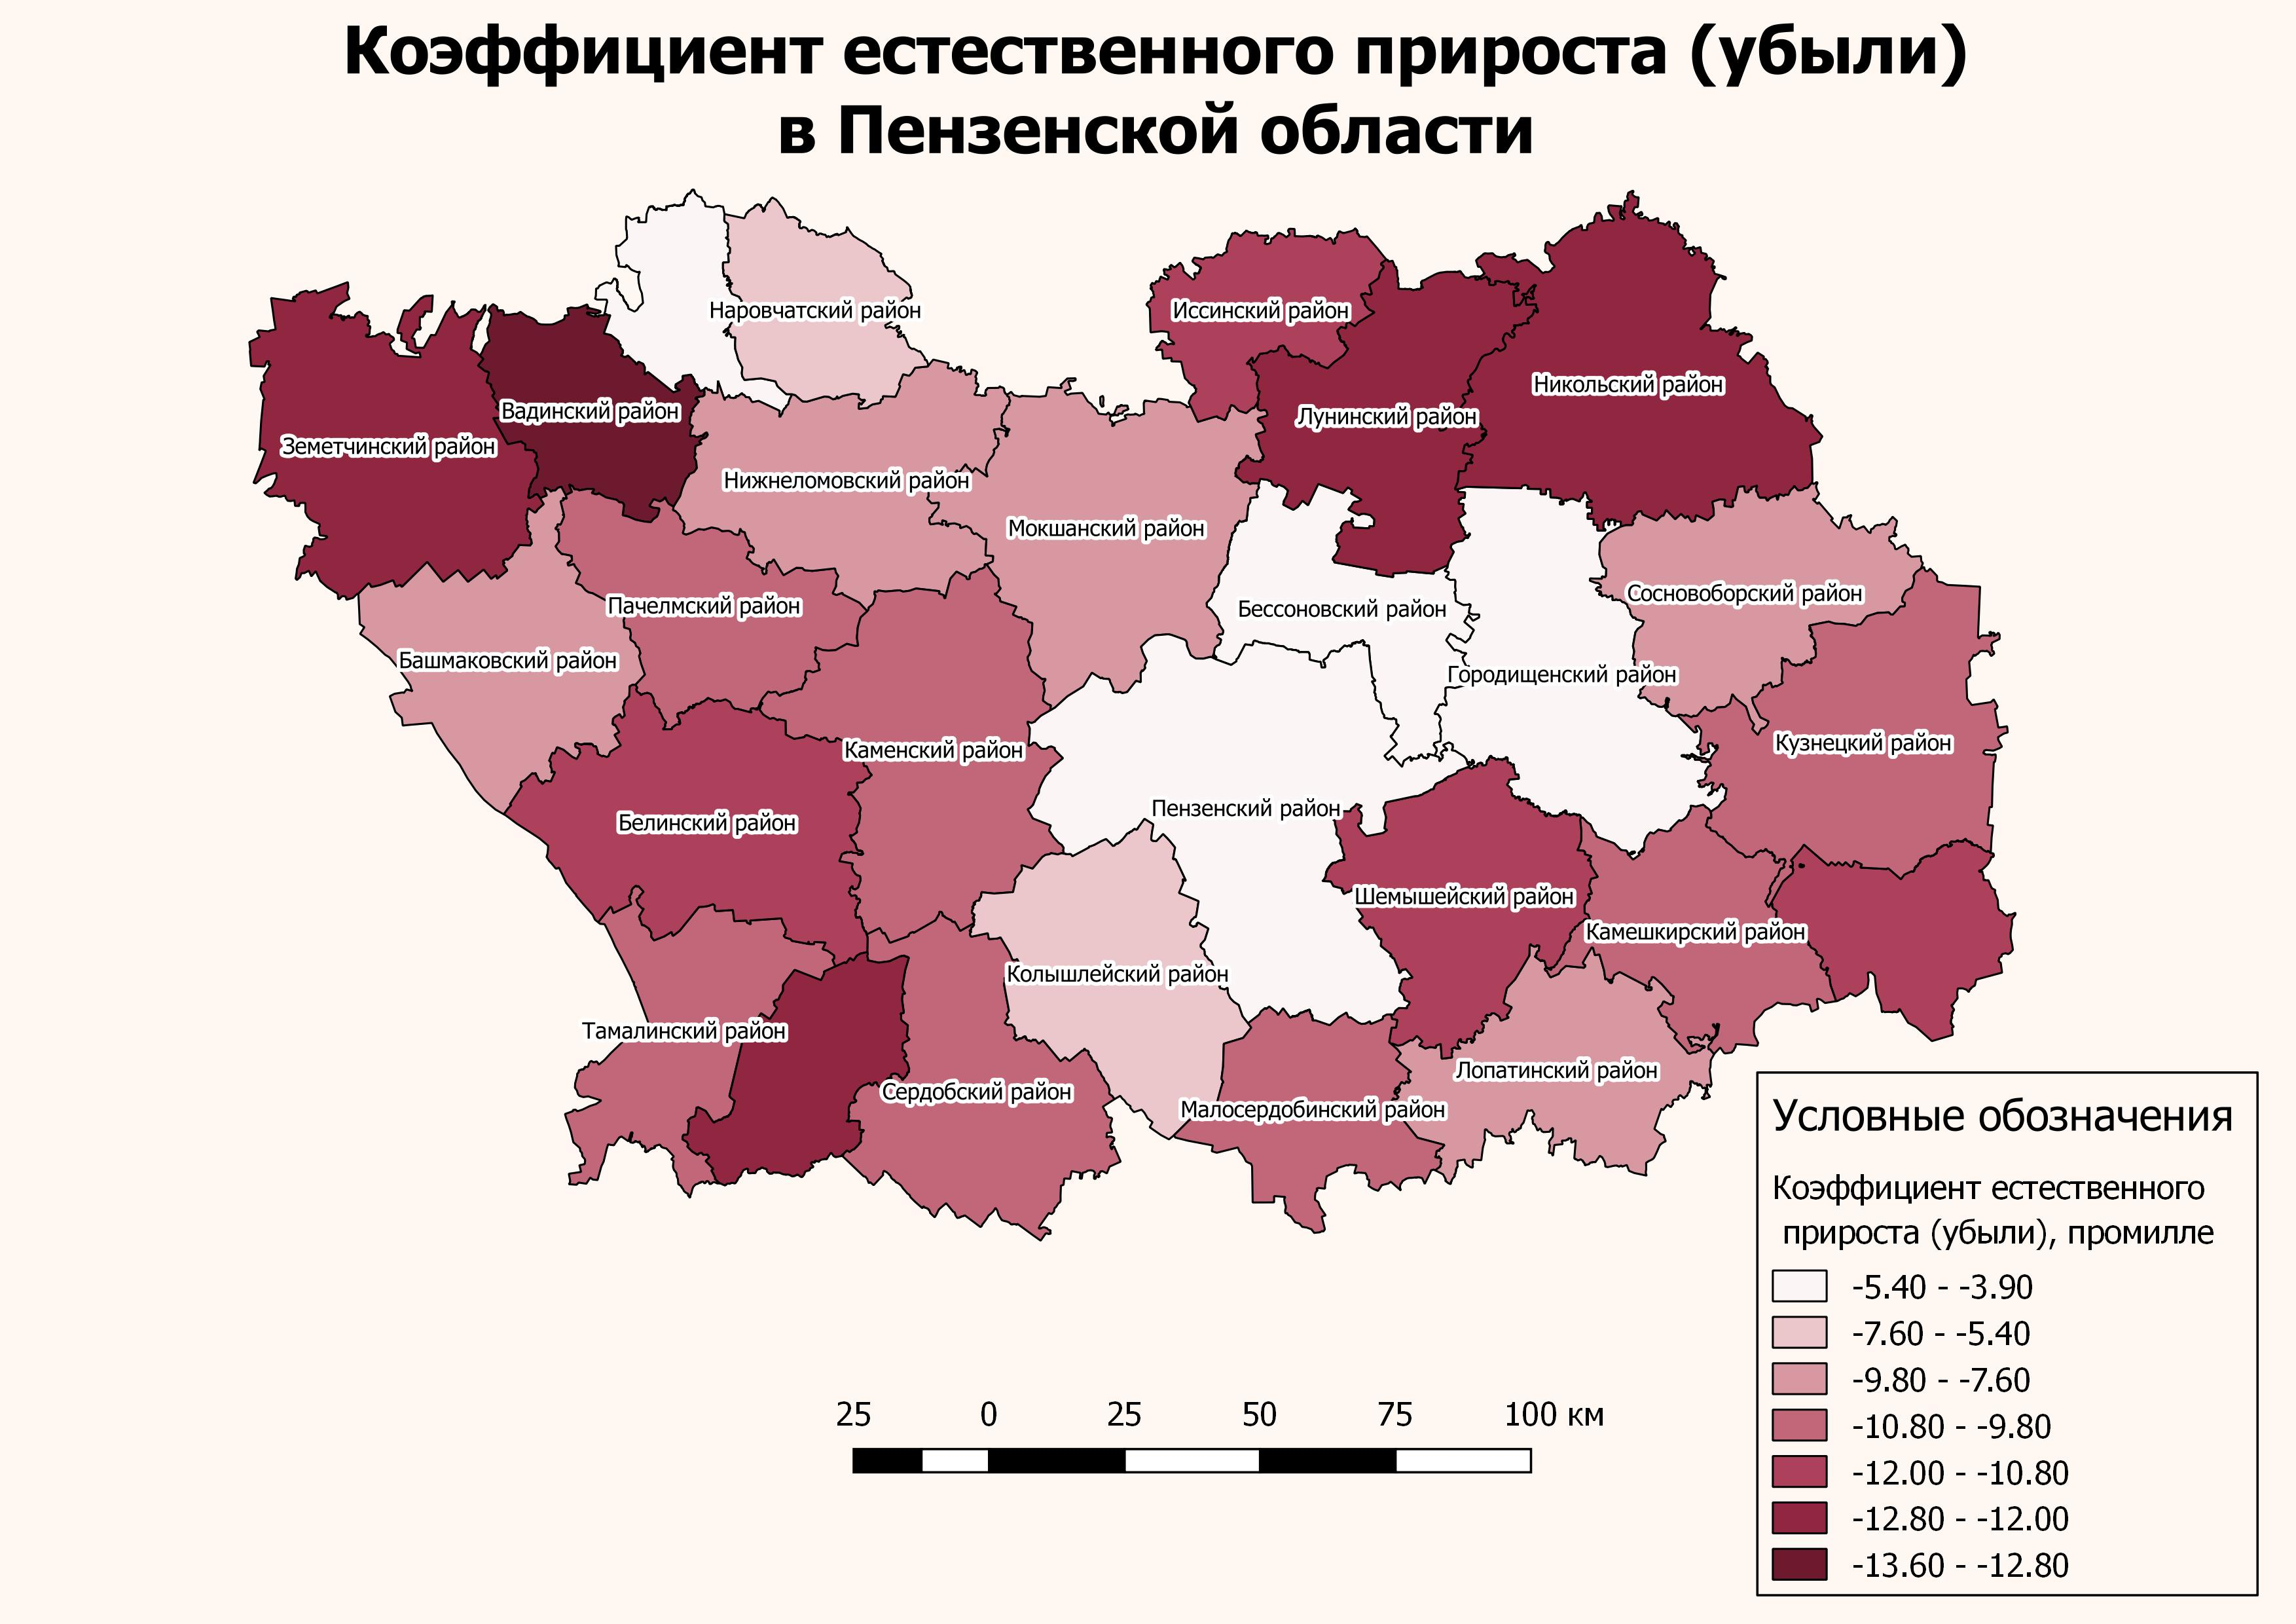 Коэффициент естественного прироста (убыли)
в Пензенской области
Наровчатский район
Иссинский район
Никольский район
Вадинский район
Лунинский район
Земетчинский район
Нижнеломовский район
Мокшанский район
Сосновоборский район
Пачелмский район
Бессоновский район
Башмаковский район
Городищенский район
Кузнецкий район
Каменский район
Пензенский район
Белинский район
Шемышейский район
Камешкирский район
Колышлейский район
Тамалинский район
Лопатинский район
Сердобский район
Малосердобинский район
Условные обозначения
Коэффициент естественного
прироста (убыли), промилле
-5.40 - -3.90
-7.60 - -5.40
-9.80 - -7.60
-10.80 - -9.80
-12.00 - -10.80
-12.80 - -12.00
-13.60 - -12.80
25 0 25 50 75 100 км